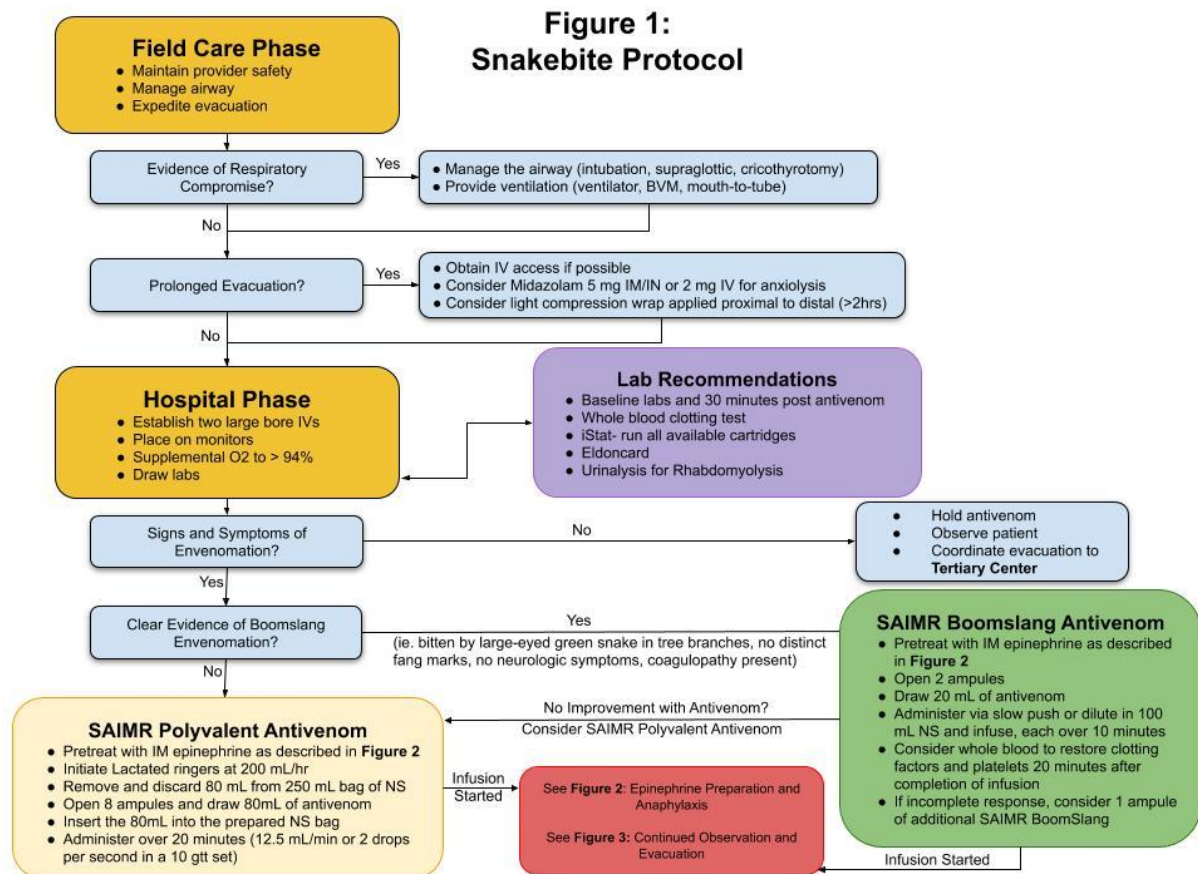 Figure 1:
Snakebite Protocol
Field Care Phase
● Maintain provider safety
● Manage airway
● Expedite evacuation
Evidence of Respiratory
Compromise?
Yes
● Manage the airway (intubation, supraglottic, cricothyrotomy)
● Provide ventilation (ventilator, BVM, mouth-to-tube)
No
Prolonged Evacuation?
Yes
● Obtain IV access if possible
● Consider Midazolam 5 mg IM/IN or 2 mg IV for anxiolysis
● Consider light compression wrap applied proximal to distal (>2hrs)
No
Hospital Phase
● Establish two large bore IVs
● Place on monitors
● Supplemental O2 to > 94%
● Draw labs
Lab Recommendations
● Baseline labs and 30 minutes post antivenom
● Whole blood clotting test
● iStat- run all available cartridges
● Eldoncard
● Urinalysis for Rhabdomyolysis
Signs and Symptoms of
Envenomation?
No
● Hold antivenom
● Observe patient
● Coordinate evacuation to
Tertiary Center
Yes
Clear Evidence of Boomslang
Envenomation?
Yes
(ie. bitten by large-eyed green snake in tree branches, no distinct
fang marks, no neurologic symptoms, coagulopathy present)
No
SAIMR Boomslang Antivenom
● Pretreat with IM epinephrine as described
in Figure 2
● Open 2 ampules
● Draw 20 mL of antivenom
● Administer via slow push or dilute in 100
mL NS and infuse, each over 10 minutes
● Consider whole blood to restore clotting
factors and platelets 20 minutes after
completion of infusion
● If incomplete response, consider 1 ampule
of additional SAIMR BoomSlang
No Improvement with Antivenom?
Consider SAIMR Polyvalent Antivenom
SAIMR Polyvalent Antivenom
● Pretreat with IM epinephrine as described in Figure 2
● Initiate Lactated ringers at 200 mL/hr
● Remove and discard 80 mL from 250 mL bag of NS
● Open 8 ampules and draw 80mL of antivenom
● Insert the 80mL into the prepared NS bag
● Administer over 20 minutes (12.5 mL/min or 2 drops
per second in a 10 gtt set)
Infusion
Started
See Figure 2: Epinephrine Preparation and
Anaphylaxis
See Figure 3: Continued Observation and
Evacuation
Infusion Started